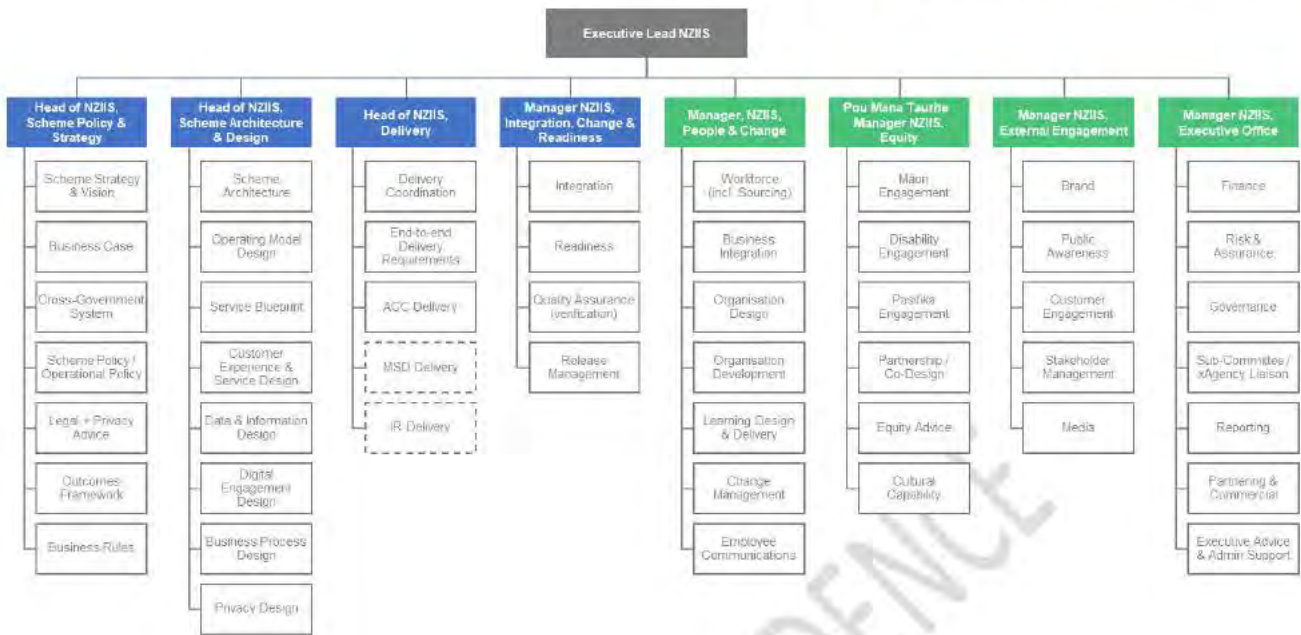 Executive Lead NZIIS
Head of NZIIS,
Scheme Policy &
Strategy
Scheme Strategy
& Vision
Business Case
Cross-Government
System
Scheme Policy /
Operational Policy
Legal + Privacy
Advice
Outcomes
Framework
Business Rules
Head of NZIIS,
Scheme Architecture
& Design
Scheme
Architecture
Operating Model
Design
Service Blueprint
Customer
Experience &
Service Design
Data & Information
Design
Digital
Engagement
Design
Business Process
Design
Privacy Design
Head of NZIIS,
Delivery
Delivery
Coordination
End-to-end
Delivery
Requirements
ACC Delivery
MSD Delivery
IR Delivery
Manager NZIIS,
Integration, Change &
Readiness
Integration
Readiness
Quality Assurance
(verification)
Release
Management
Manager, NZIIS,
People & Change
Workforce
(incl. Sourcing)
Business
Integration
Organisation
Design
Organisation
Development
Learning Design
& Delivery
Change
Management
Employee
Communications
Pou Mana Taurite
Manager NZIIS,
Equity
Māori
Engagement
Disability
Engagement
Pasifika
Engagement
Partnership /
Co-Design
Equity Advice
Cultural
Capability
Manager NZIIS,
External Engagement
Brand
Public
Awareness
Customer
Engagement
Stakeholder
Management
Media
Manager NZIIS,
Executive Office
Finance
Risk &
Assurance
Governance
Sub-Committee /
xAgency Liaison
Reporting
Partnering &
Commercial
Executive Advice
& Admin Support
DENCE